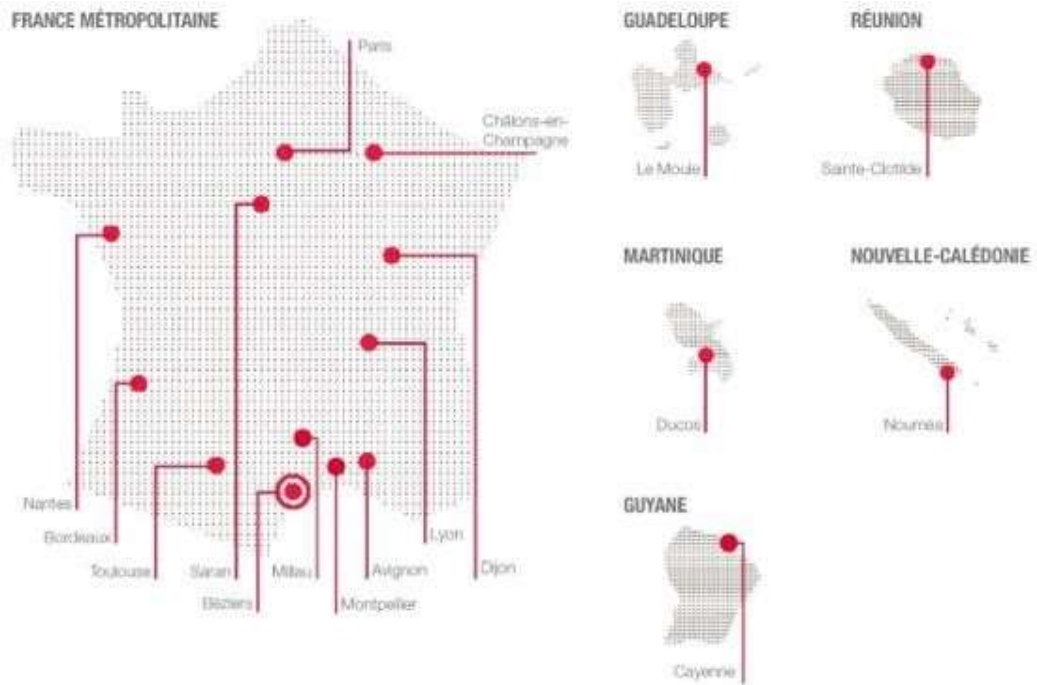 FRANCE MÉTROPOLITAINE
Paris
Châlons-en-
Champagne
Nantes
Bordeaux
Toulouse
Saran
Béziers
Millau
Montpellier
Avignon
Lyon
Dijon
GUADELOUPE
Le Moule
RÉUNION
Sainte-Clotilde
MARTINIQUE
Ducos
NOUVELLE-CALÉDONIE
Nouméa
GUYANE
Cayenne